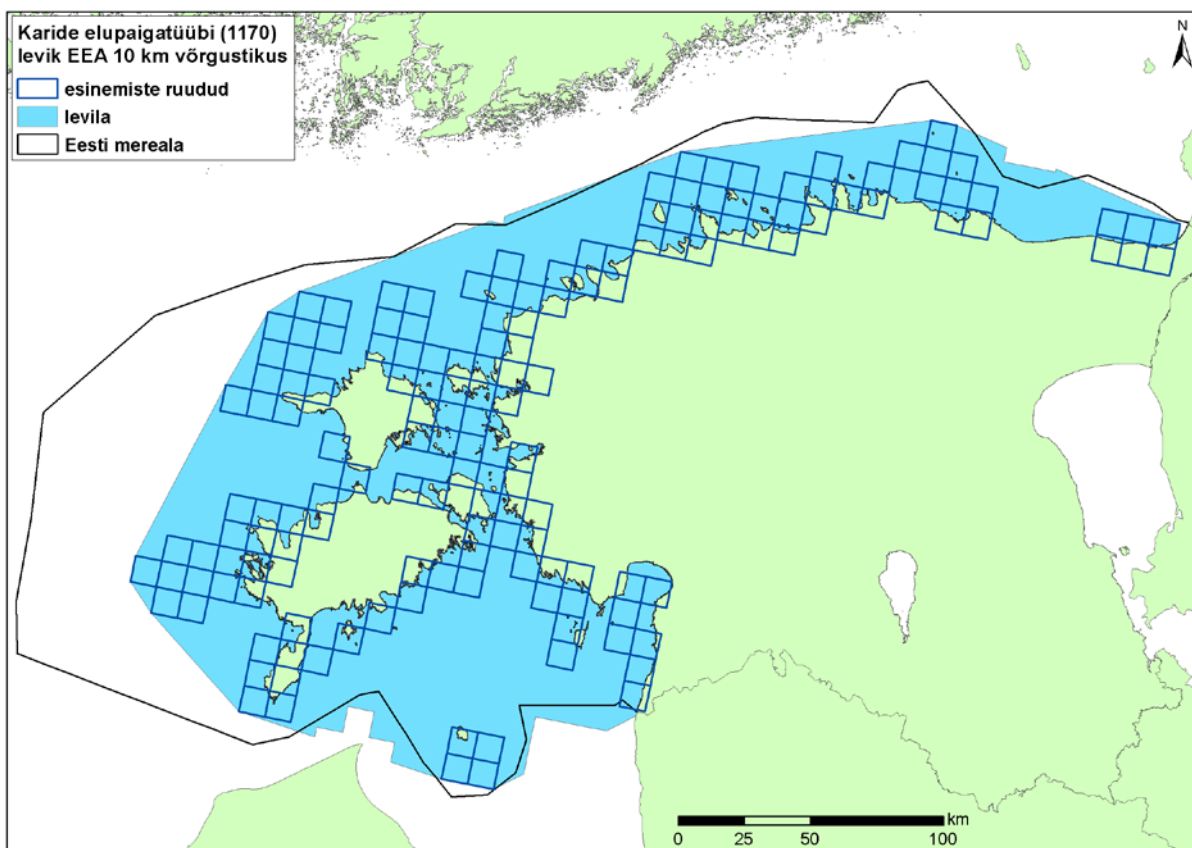 Karide elupaigatüübi (1170)
levik EEA 10 km võrgustikus
esinemiste ruudud
levila
Eesti mereala
N
km
0 25 50 100